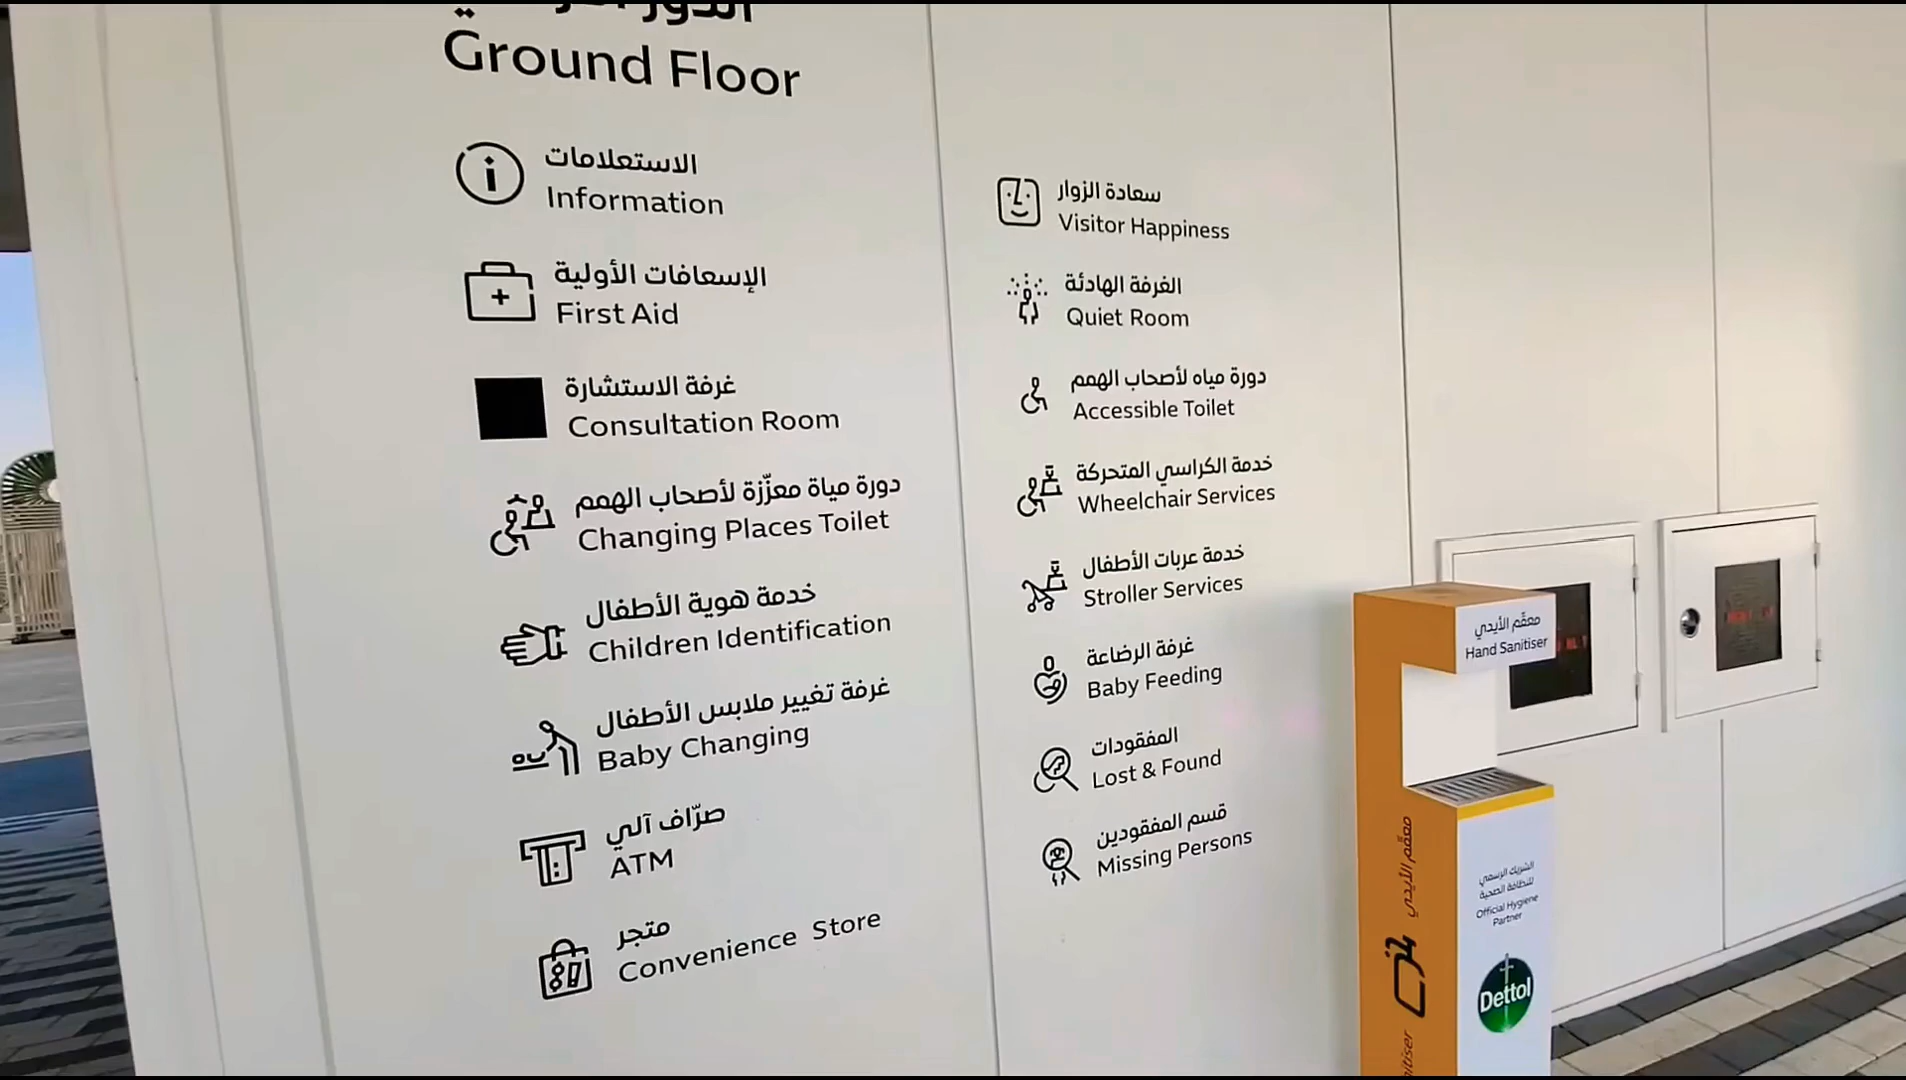 Ground Floor
الاستعلامات
Information
الإسعافات الأولية
First Aid
غرفة الاستشارة
Consultation Room
دورة مياة معزّزة لأصحاب الهمم
Changing Places Toilet
خدمة هوية الأطفال
Children Identification
غرفة تغيير ملابس الأطفال
Baby Changing
صرّاف آلي
ATM
متجر
Convenience Store
سعادة الزوار
Visitor Happiness
الغرفة الهادئة
Quiet Room
دورة مياه لأصحاب الهمم
Accessible Toilet
خدمة الكراسي المتحركة
Wheelchair Services
خدمة عربات الأطفال
Stroller Services
غرفة الرضاعة
Baby Feeding
المفقودات
Lost & Found
قسم المفقودين
Missing Persons
معقّم الأيدي
Hand Sanitiser
معقّم الأيدي
الشريك الرسمي
للنظافة الصحية
Official Hygiene
Partner
Dettol